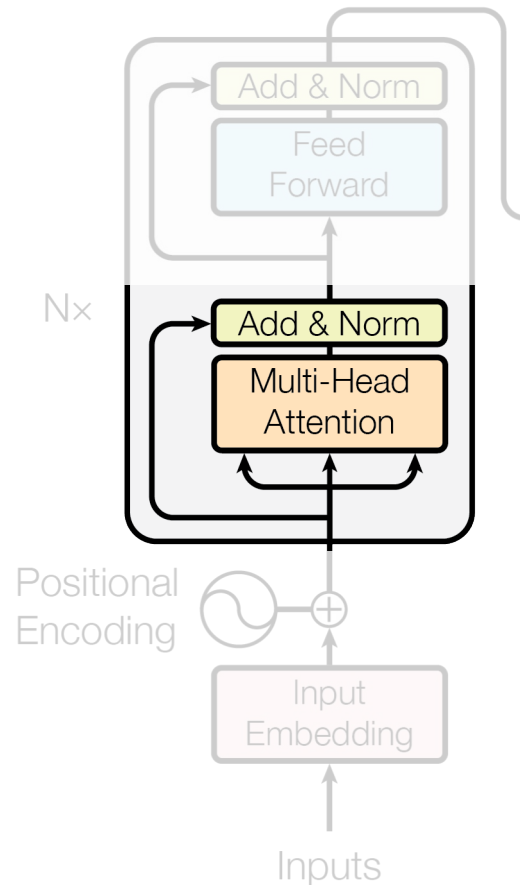 Add & Norm
Feed
Forward
N×
Add & Norm
Multi-Head
Attention
Positional
Encoding
Input
Embedding
Inputs